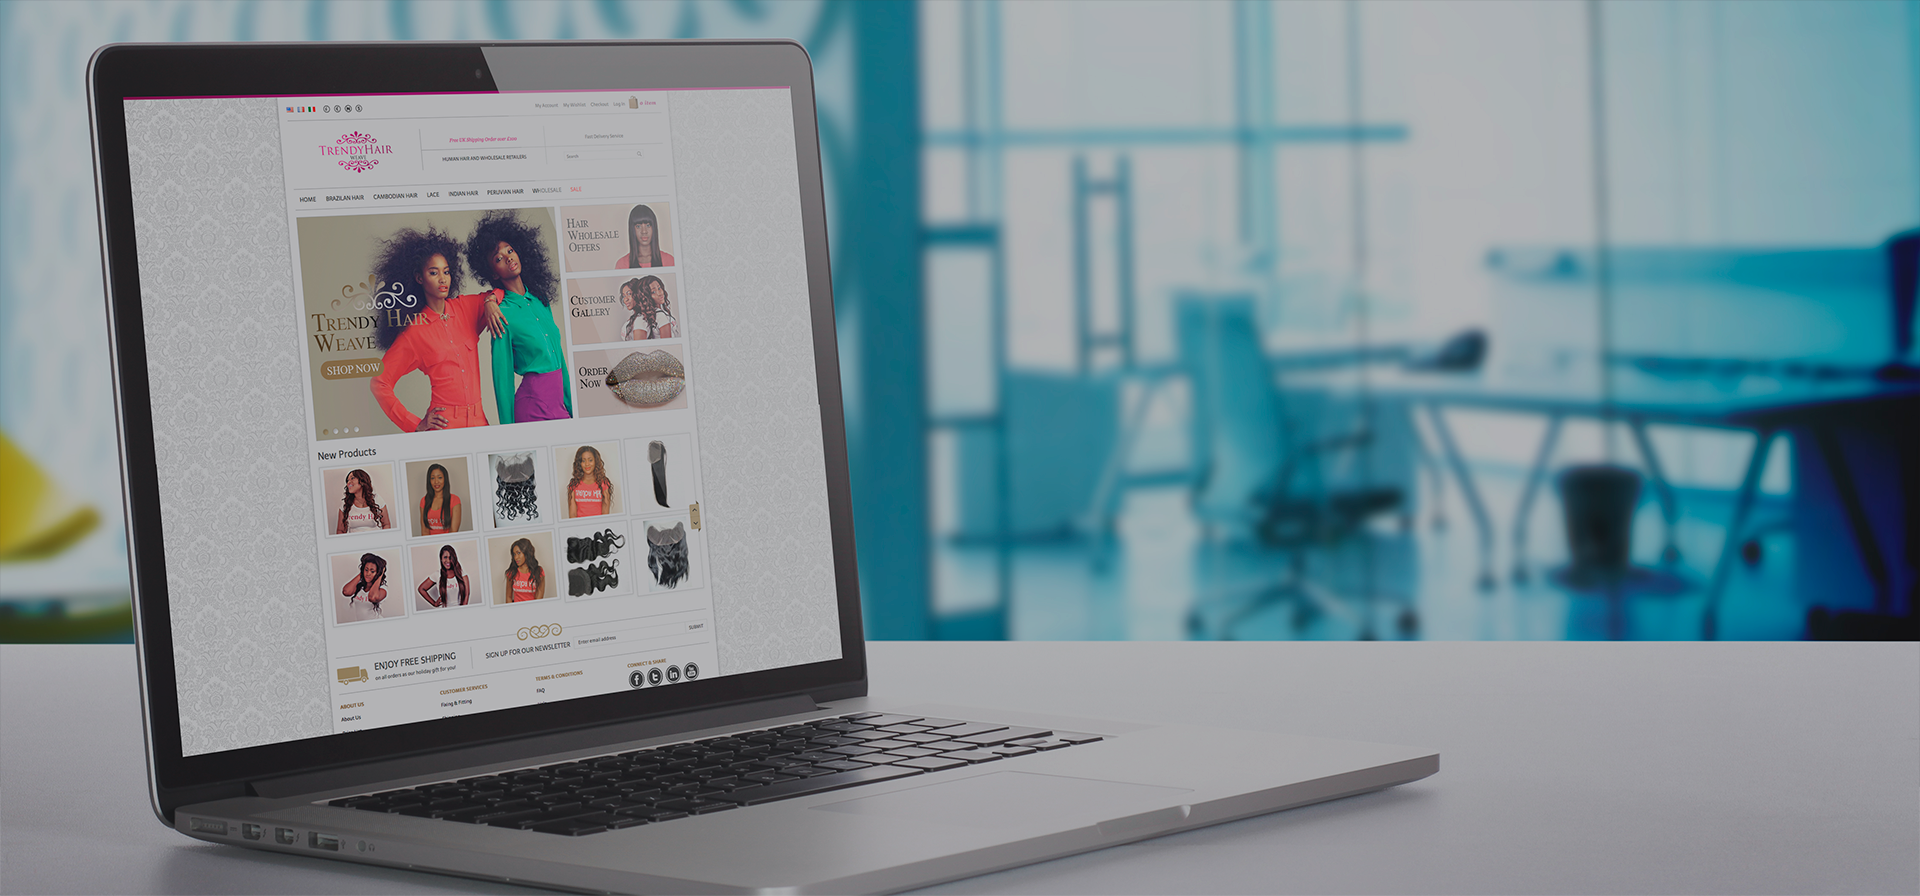 My Account My Wishlist Checkout Log In
TRENDYHAIR
WEAVE
Free UK Shipping Order over
Fast Delivery Service
HUMAN HAIR AND WHOLESALE RETAILERS
Search
HOME BRAZILIAN HAIR CAMBODIAN HAIR LACE INDIAN HAIR PERUVIAN HAIR WHOLESALE SALE
TRENDY HAIR
WEAVE
SHOP NOW
HAIR
WHOLESALE
OFFERS
CUSTOMER
GALLERY
ORDER
NOW
New Products
ENJOY FREE SHIPPING
on all orders as our holiday gift for you!
SIGN UP FOR OUR NEWSLETTER
Enter email address
SUBMIT
ABOUT US
About Us
CUSTOMER SERVICES
Fixing & Fitting
TERMS & CONDITIONS
FAQ
CONNECT & SHARE